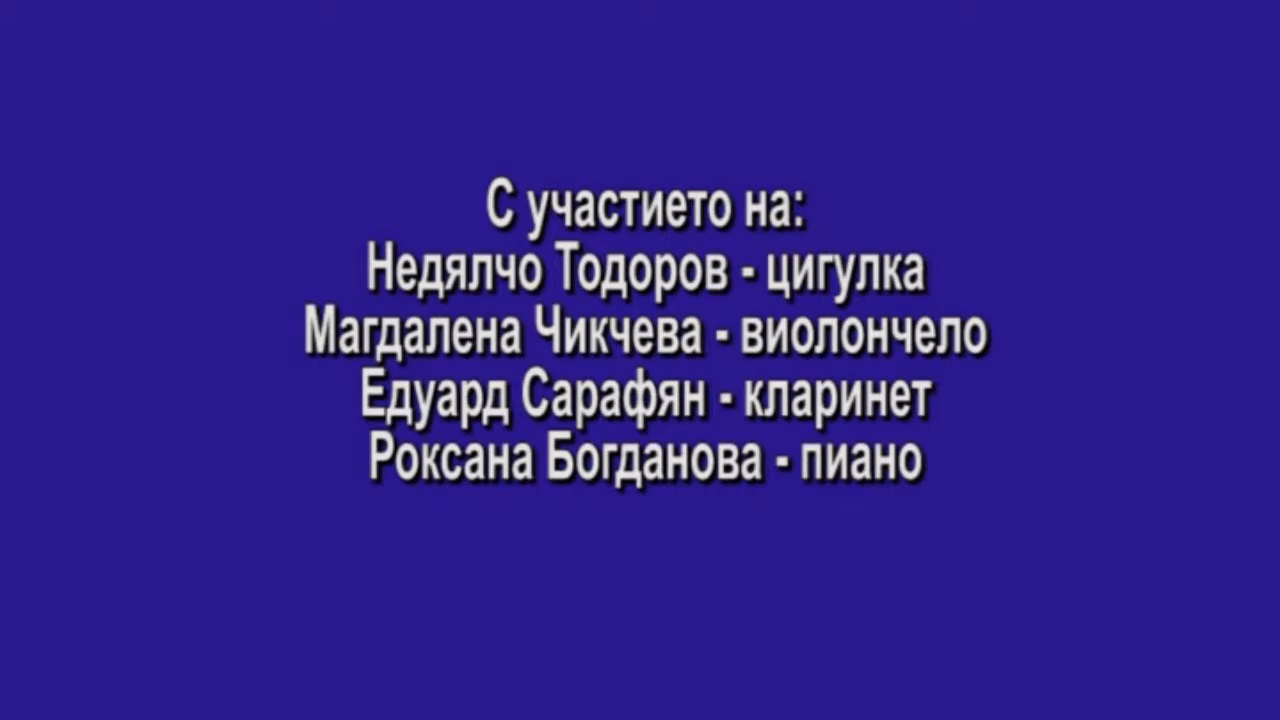 С участието на:
Недялчо Тодоров - цигулка
Магдалена Чикчева - виолончело
Едуард Сарафян - кларинет
Роксана Богданова - пиано